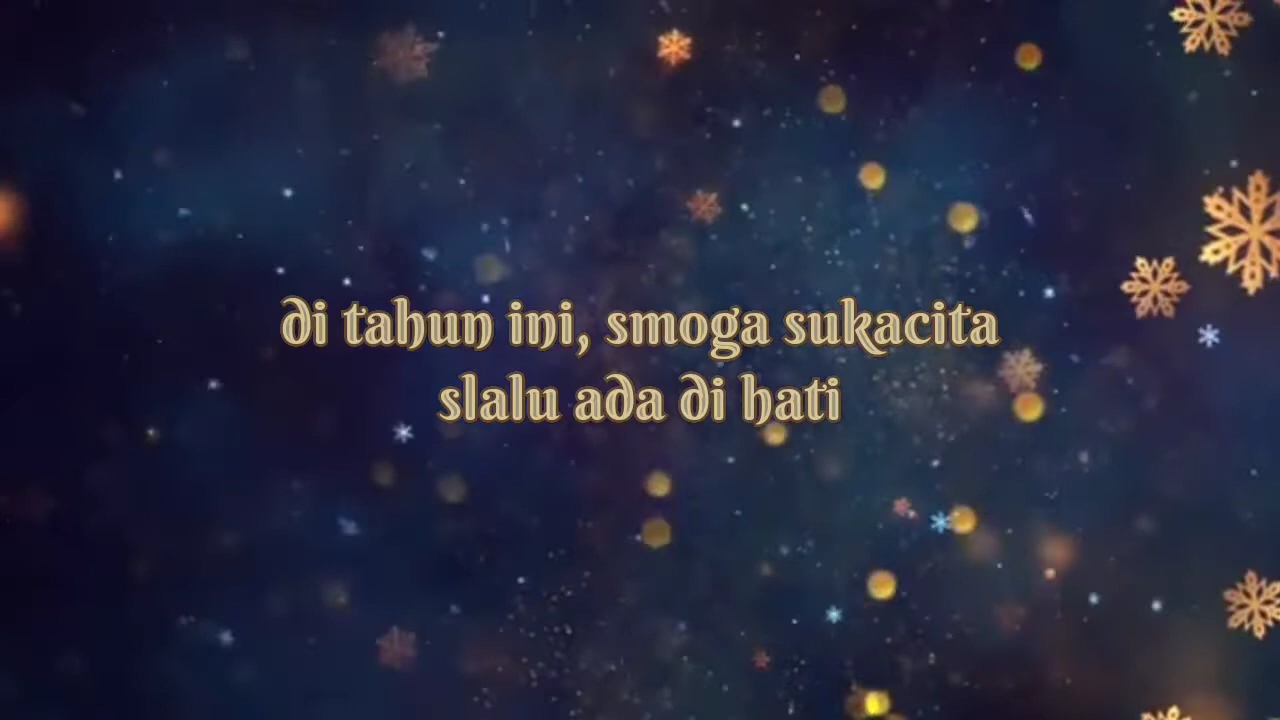 di tahun ini, smoga sukacita
slalu ada di hati